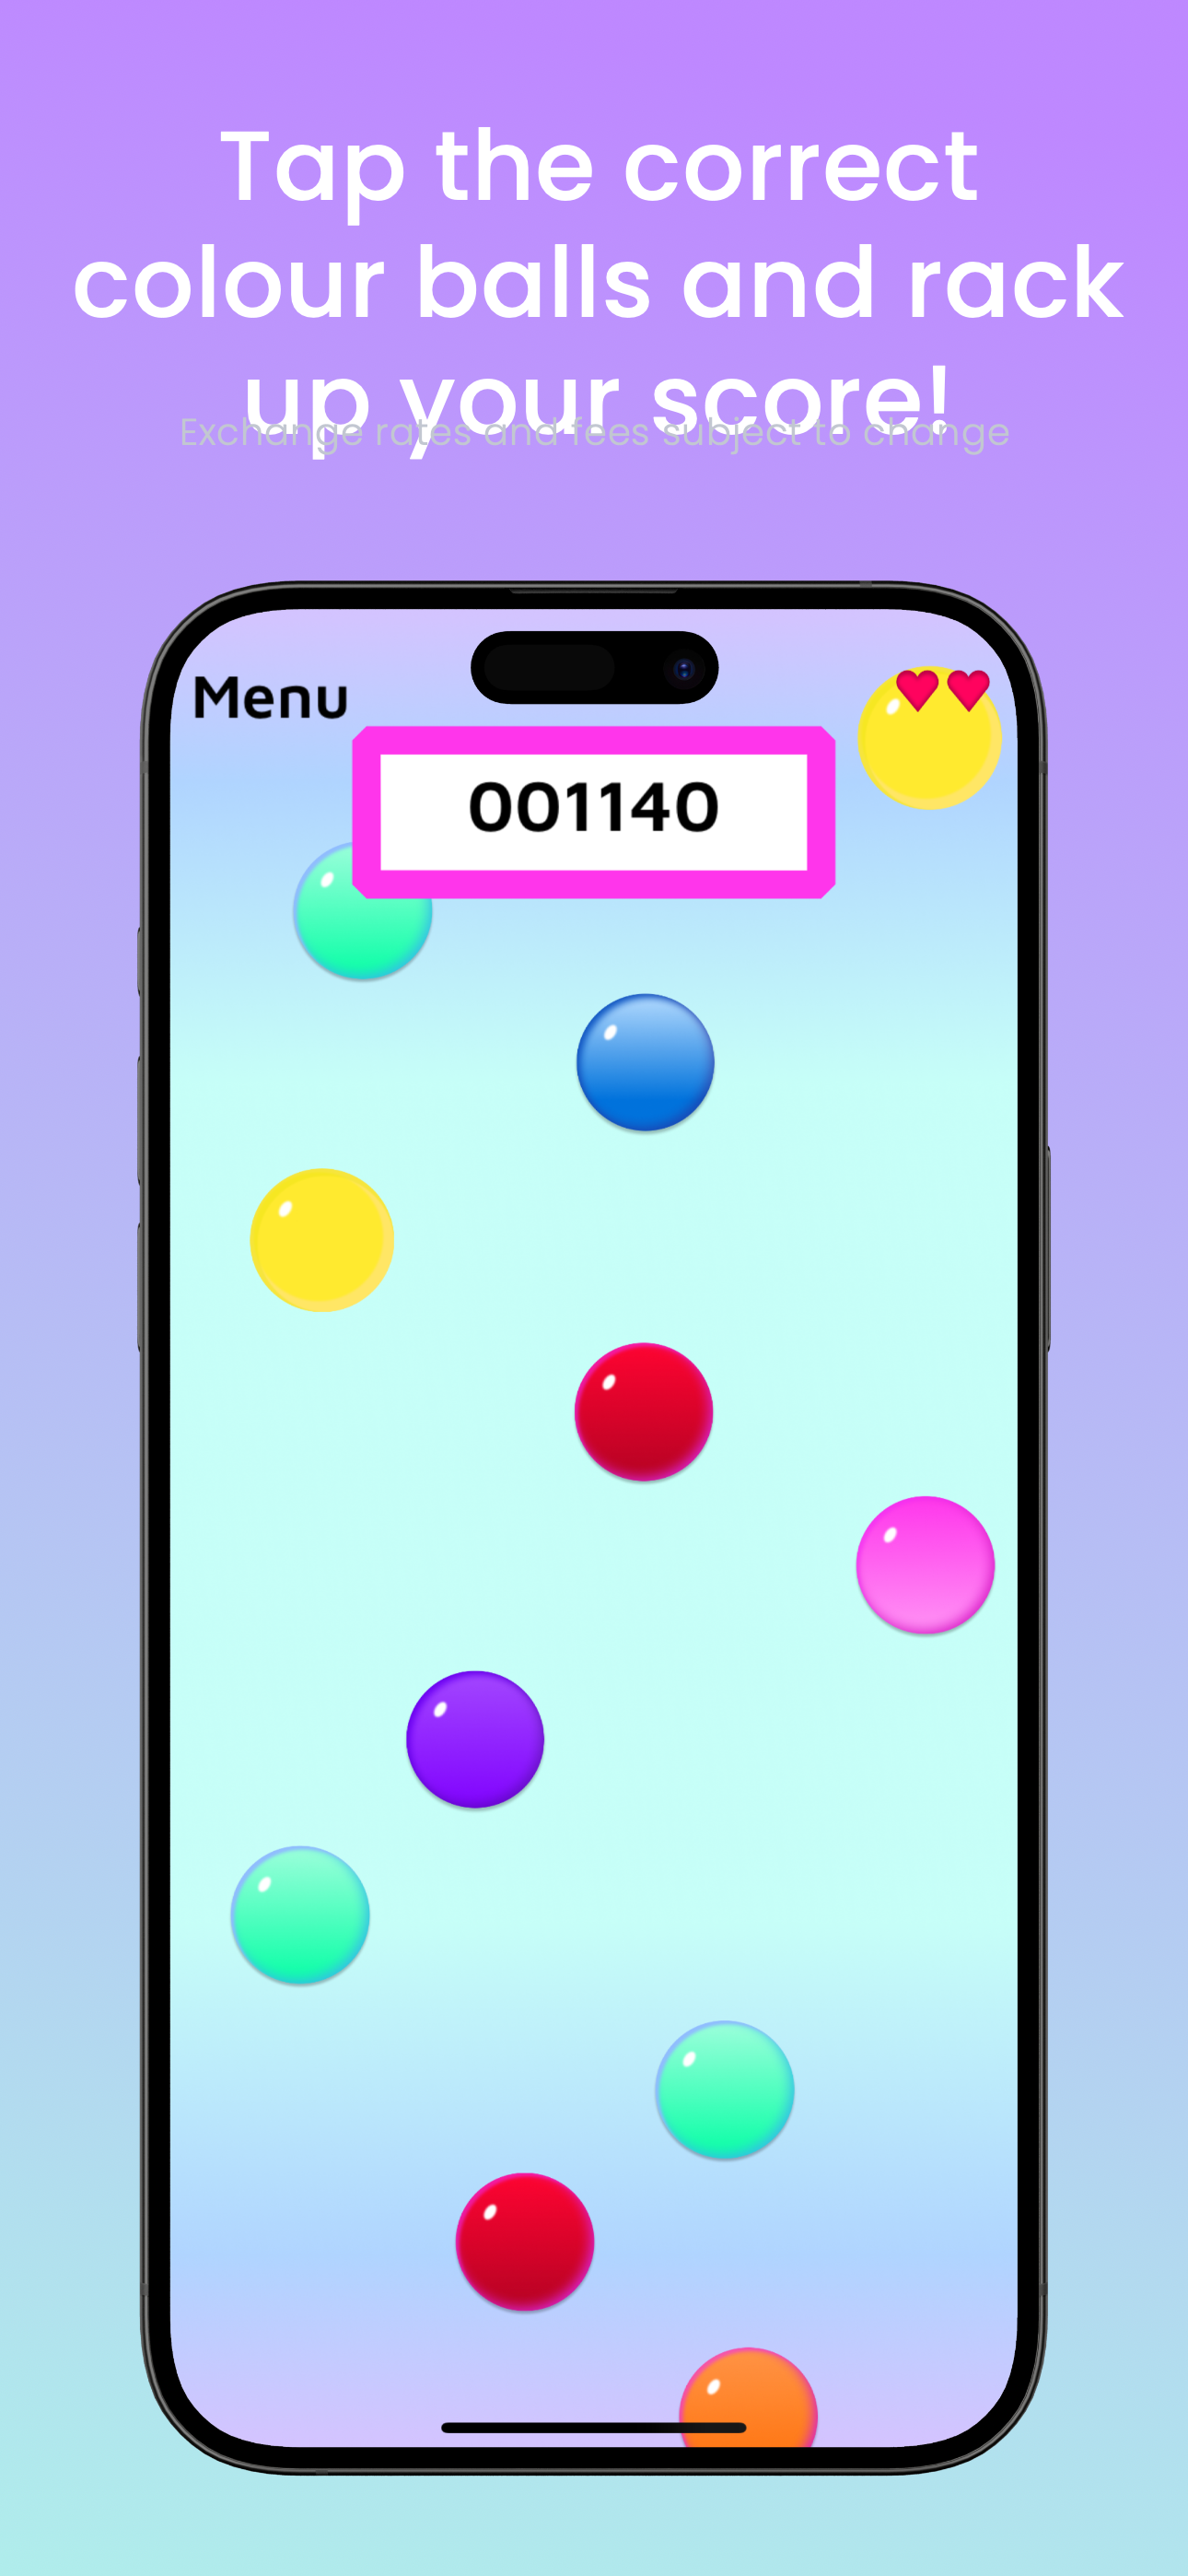 Tap the correct
colour balls and rack
up your score!
Exchange rates and fees subject to change
Menu
001140